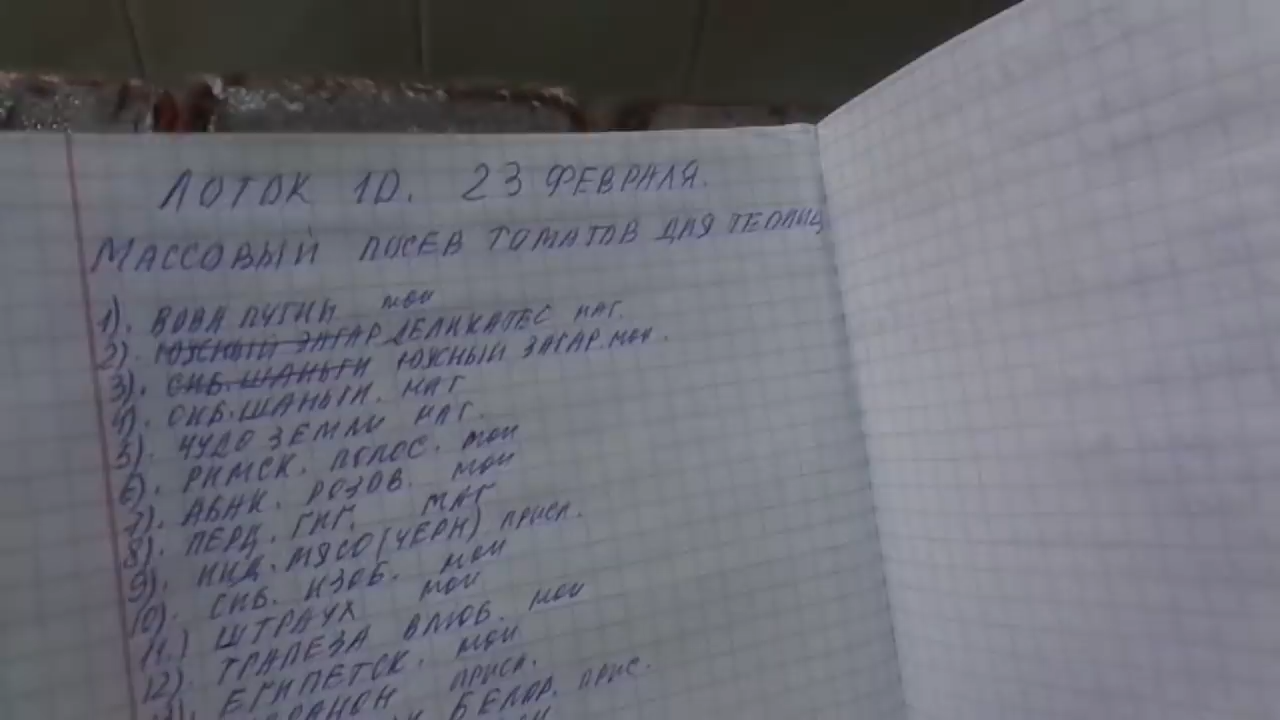 ЛОТОК 10. 23 ФЕВРАЛЯ.
МАССОВЫЙ ПОСЕВ ТОМАТОВ ДЛЯ ТЕПЛИЦ
1). ВОВА ПУТИН мои
2). ЮЖНЫЙ ЗАГАР ДЕЛИКАТЕС МАГ.
3). СИБ. ШАНЬГИ ЮЖНЫЙ ЗАГАР. мои.
4). СИБ. ШАНЬГИ. МАГ
5). ЧУДО ЗЕМЛИ МАГ.
6). РИМСК. ПОЛОС. мои
7). АБАК. РОЗОВ. мои
8). ПЕРЦ. ГИГ. МАГ
9). ИНД. МЯСО (ЧЕРН) ПРИСЛ.
10). СИБ. ИЗОБ. мои
11.) ШТРАУХ мои
12). ТРАПЕЗА ВЛЮБ. мои
ЕГИПЕТСК. мои
ПРИСЛ.
БЕЛОР. ПРИС.